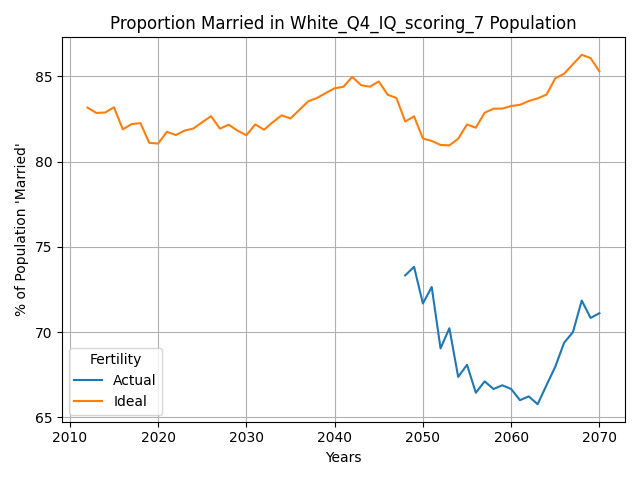 Proportion Married in White_Q4_IQ_scoring_7 Population
% of Population 'Married'
85
80
75
70
65
Fertility
Actual
Ideal
2010 2020 2030 2040 2050 2060 2070
Years